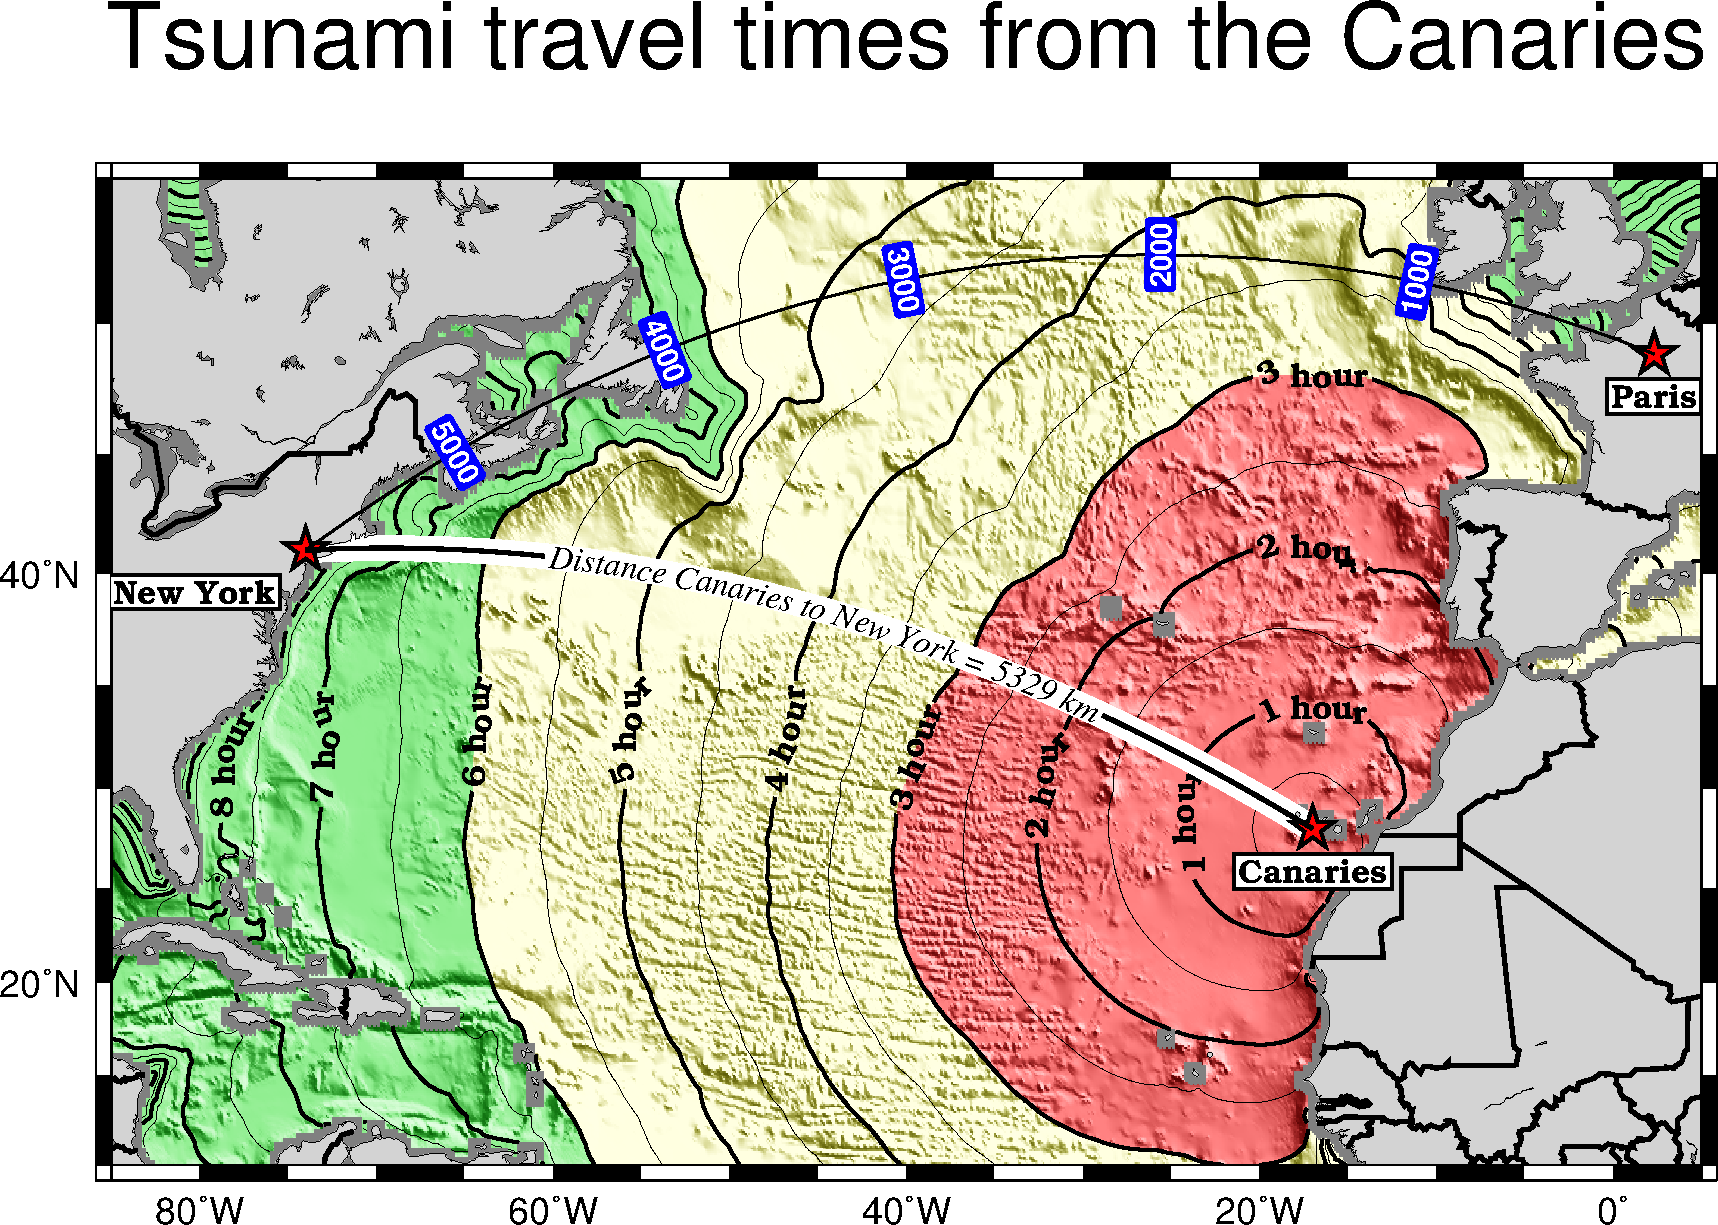 Tsunami travel times from the Canaries
2000
3000
1000
4000
3 hour
Paris
5000
2 hour
40°N
Distance Canaries to New York = 5329 km
New York
1 hour
8 hour
7 hour
6 hour
5 hour
4 hour
3 hour
2 hour
1 hour
Canaries
20°N
80°W
60°W
40°W
20°W
0°